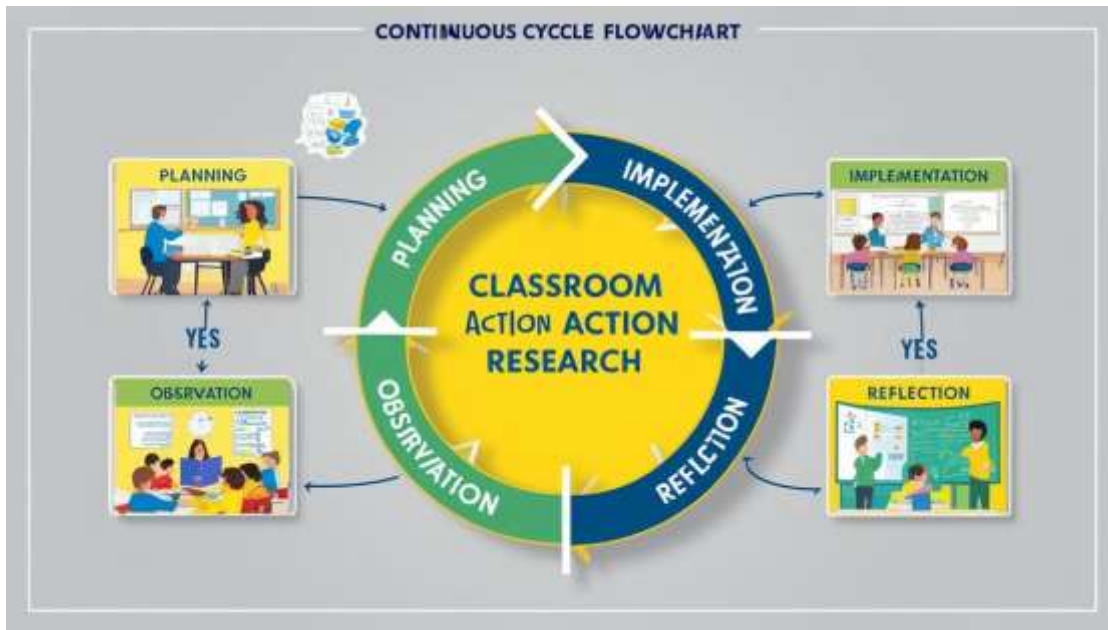 CONTINUOUS CYCCLE FLOWCHART
PLANNING
YES
OBSRVATION
PLANNING
IMPLEMENTATION
REFLCTION
OBSIRVATION
CLASSROOM
ACTION ACTION
RESEARCH
IMPLEMENTATION
YES
REFLECTION